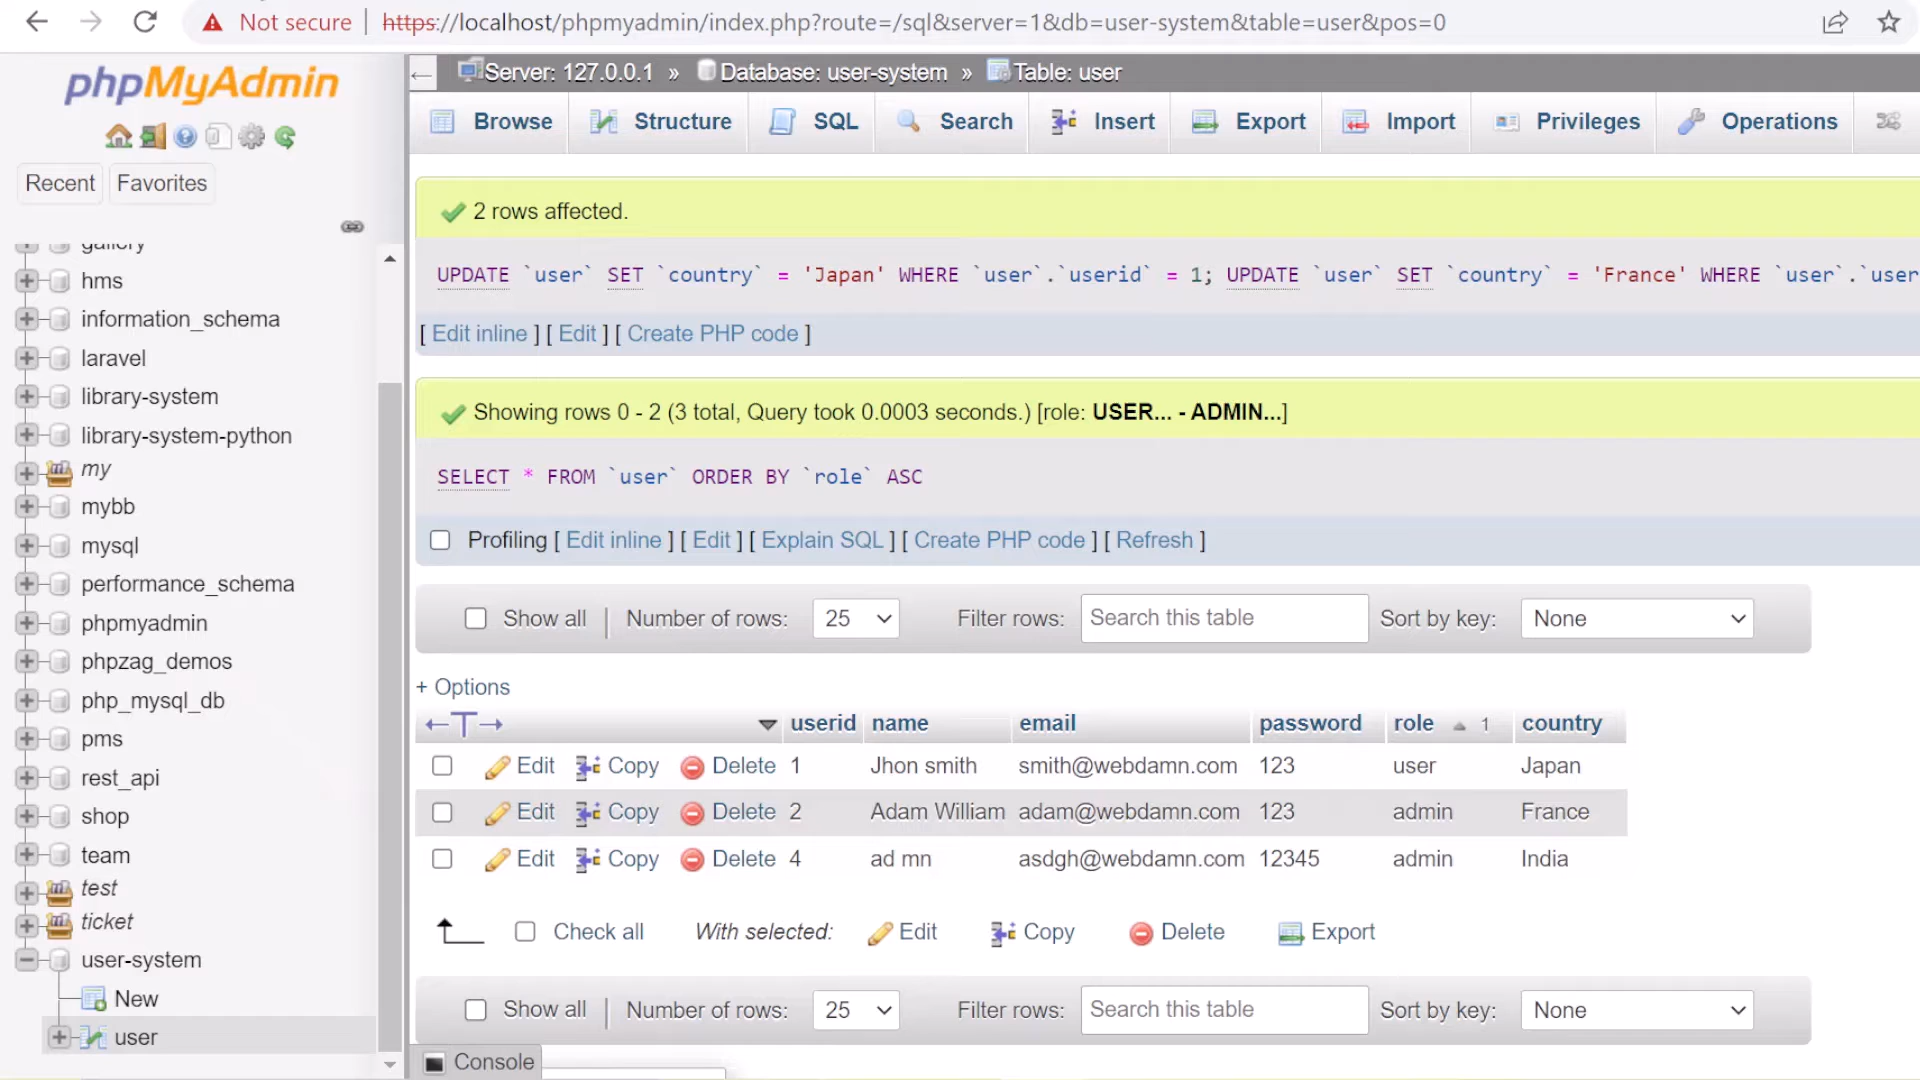 Not secure https://localhost/phpmyadmin/index.php?route=/sql&server=1&db=user-system&table=user&pos=0
phpMyAdmin
Recent Favorites
gallery
hms
information_schema
laravel
library-system
library-system-python
my
mybb
mysql
performance_schema
phpmyadmin
phpzag_demos
php_mysql_db
pms
rest_api
shop
team
test
ticket
user-system
New
user
Server: 127.0.0.1 » Database: user-system » Table: user
Browse Structure SQL Search Insert Export Import Privileges Operations
2 rows affected.
UPDATE `user` SET `country` = 'Japan' WHERE `user`.`userid` = 1; UPDATE `user` SET `country` = 'France' WHERE `user`.`user
[ Edit inline ] [ Edit ] [ Create PHP code ]
Showing rows 0 - 2 (3 total, Query took 0.0003 seconds.) [role: USER... - ADMIN...]
SELECT * FROM `user` ORDER BY `role` ASC
Profiling [ Edit inline ] [ Edit ] [ Explain SQL ] [ Create PHP code ] [ Refresh ]
Show all | Number of rows: 25 Filter rows: Search this table Sort by key: None
+ Options
←T→ userid name email password role 1 country
Edit Copy Delete 1 Jhon smith smith@webdamn.com 123 user Japan
Edit Copy Delete 2 Adam William adam@webdamn.com 123 admin France
Edit Copy Delete 4 ad mn asdgh@webdamn.com 12345 admin India
Check all With selected: Edit Copy Delete Export
Show all | Number of rows: 25 Filter rows: Search this table Sort by key: None
Console